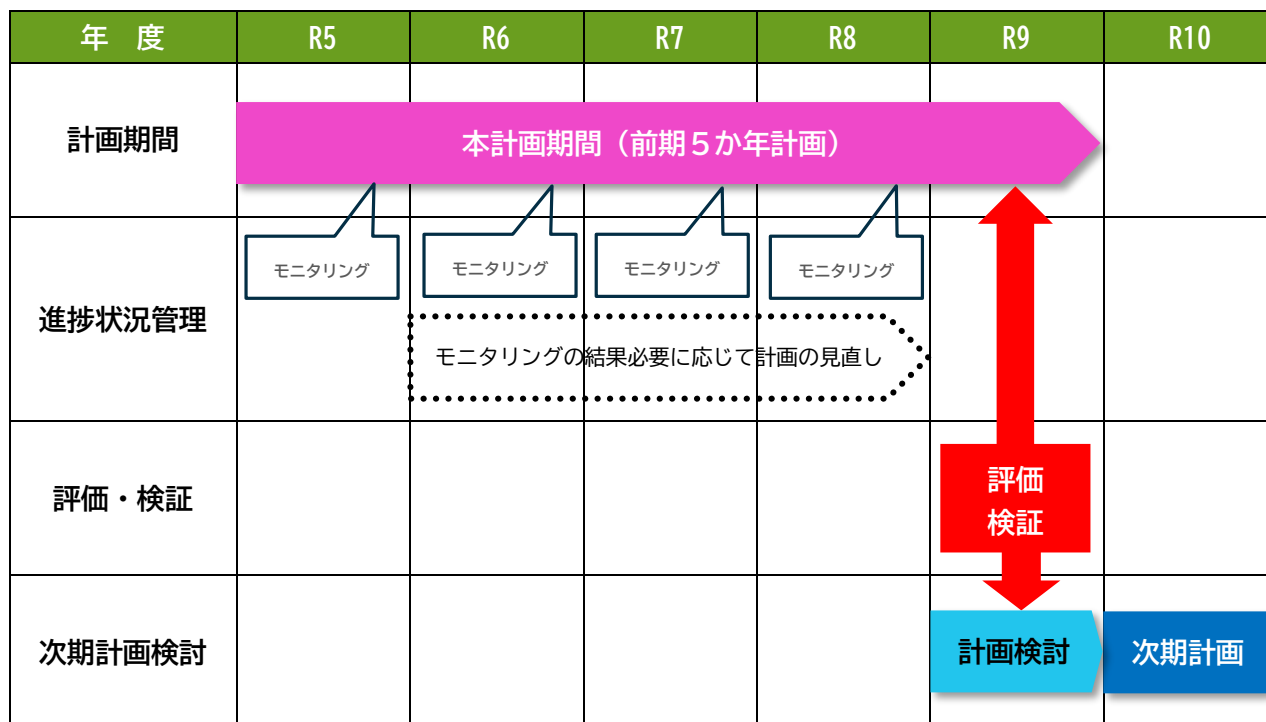 年 度 R5 R6 R7 R8 R9 R10
計画期間
本計画期間（前期５か年計画）
モニタリング モニタリング モニタリング モニタリング
進捗状況管理
モニタリングの結果必要に応じて計画の見直し
評価・検証
評価
検証
次期計画検討
計画検討
次期計画